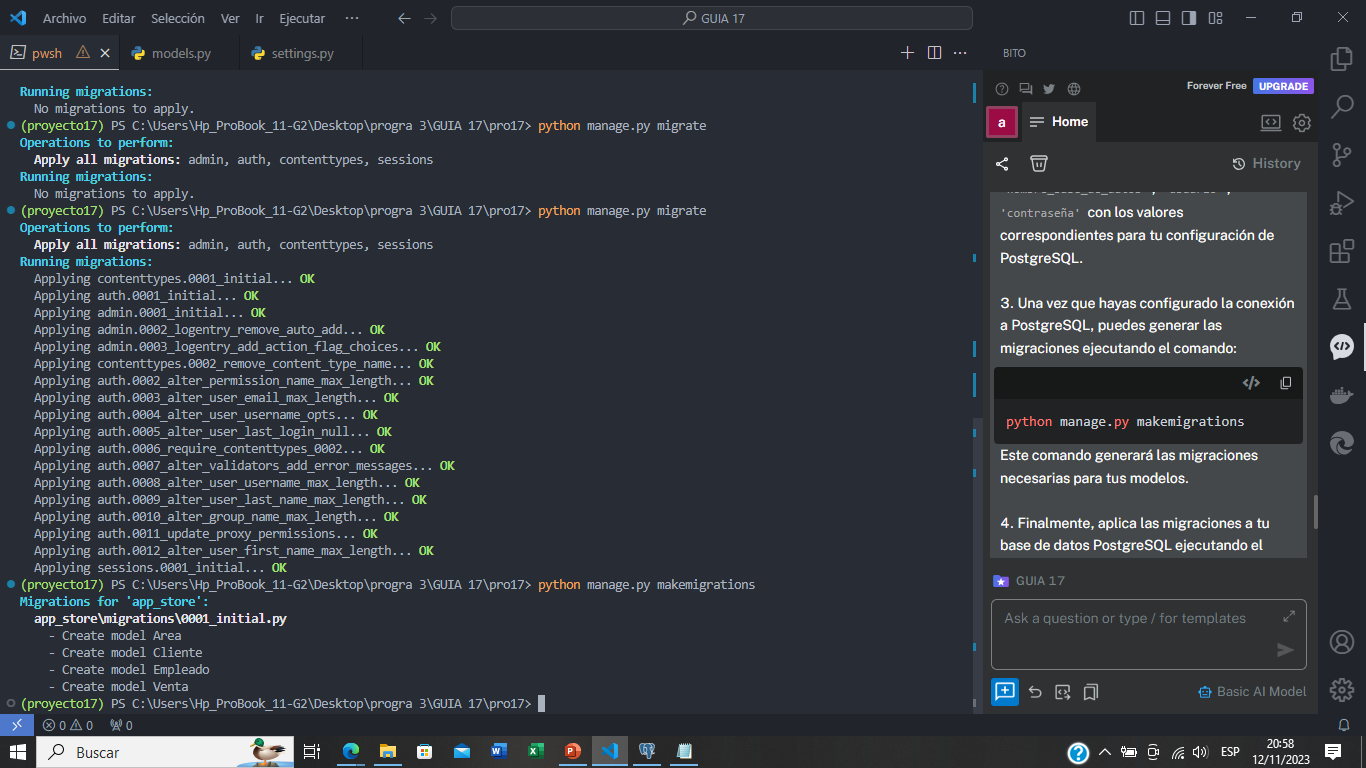 Archivo Editar Selección Ver Ir Ejecutar ··· GUIA 17
pwsh models.py settings.py
Running migrations:
No migrations to apply.
(proyecto17) PS C:\Users\Hp_ProBook_11-G2\Desktop\progra 3\GUIA 17\pro17> python manage.py migrate
Operations to perform:
Apply all migrations: admin, auth, contenttypes, sessions
Running migrations:
No migrations to apply.
(proyecto17) PS C:\Users\Hp_ProBook_11-G2\Desktop\progra 3\GUIA 17\pro17> python manage.py migrate
Operations to perform:
Apply all migrations: admin, auth, contenttypes, sessions
Running migrations:
Applying contenttypes.0001_initial... OK
Applying auth.0001_initial... OK
Applying admin.0001_initial... OK
Applying admin.0002_logentry_remove_auto_add... OK
Applying admin.0003_logentry_add_action_flag_choices... OK
Applying contenttypes.0002_remove_content_type_name... OK
Applying auth.0002_alter_permission_name_max_length... OK
Applying auth.0003_alter_user_email_max_length... OK
Applying auth.0004_alter_user_username_opts... OK
Applying auth.0005_alter_user_last_login_null... OK
Applying auth.0006_require_contenttypes_0002... OK
Applying auth.0007_alter_validators_add_error_messages... OK
Applying auth.0008_alter_user_username_max_length... OK
Applying auth.0009_alter_user_last_name_max_length... OK
Applying auth.0010_alter_group_name_max_length... OK
Applying auth.0011_update_proxy_permissions... OK
Applying auth.0012_alter_user_first_name_max_length... OK
Applying sessions.0001_initial... OK
(proyecto17) PS C:\Users\Hp_ProBook_11-G2\Desktop\progra 3\GUIA 17\pro17> python manage.py makemigrations
Migrations for 'app_store':
app_store\migrations\0001_initial.py
- Create model Area
- Create model Cliente
- Create model Empleado
- Create model Venta
(proyecto17) PS C:\Users\Hp_ProBook_11-G2\Desktop\progra 3\GUIA 17\pro17>
BITO
Forever Free UPGRADE
a Home
History
'contraseña' con los valores
correspondientes para tu configuración de
PostgreSQL.
3. Una vez que hayas configurado la conexión
a PostgreSQL, puedes generar las
migraciones ejecutando el comando:
python manage.py makemigrations
Este comando generará las migraciones
necesarias para tus modelos.
4. Finalmente, aplica las migraciones a tu
base de datos PostgreSQL ejecutando el
GUIA 17
Ask a question or type / for templates
Basic AI Model
0 0 0
Buscar
ESP
20:58
12/11/2023